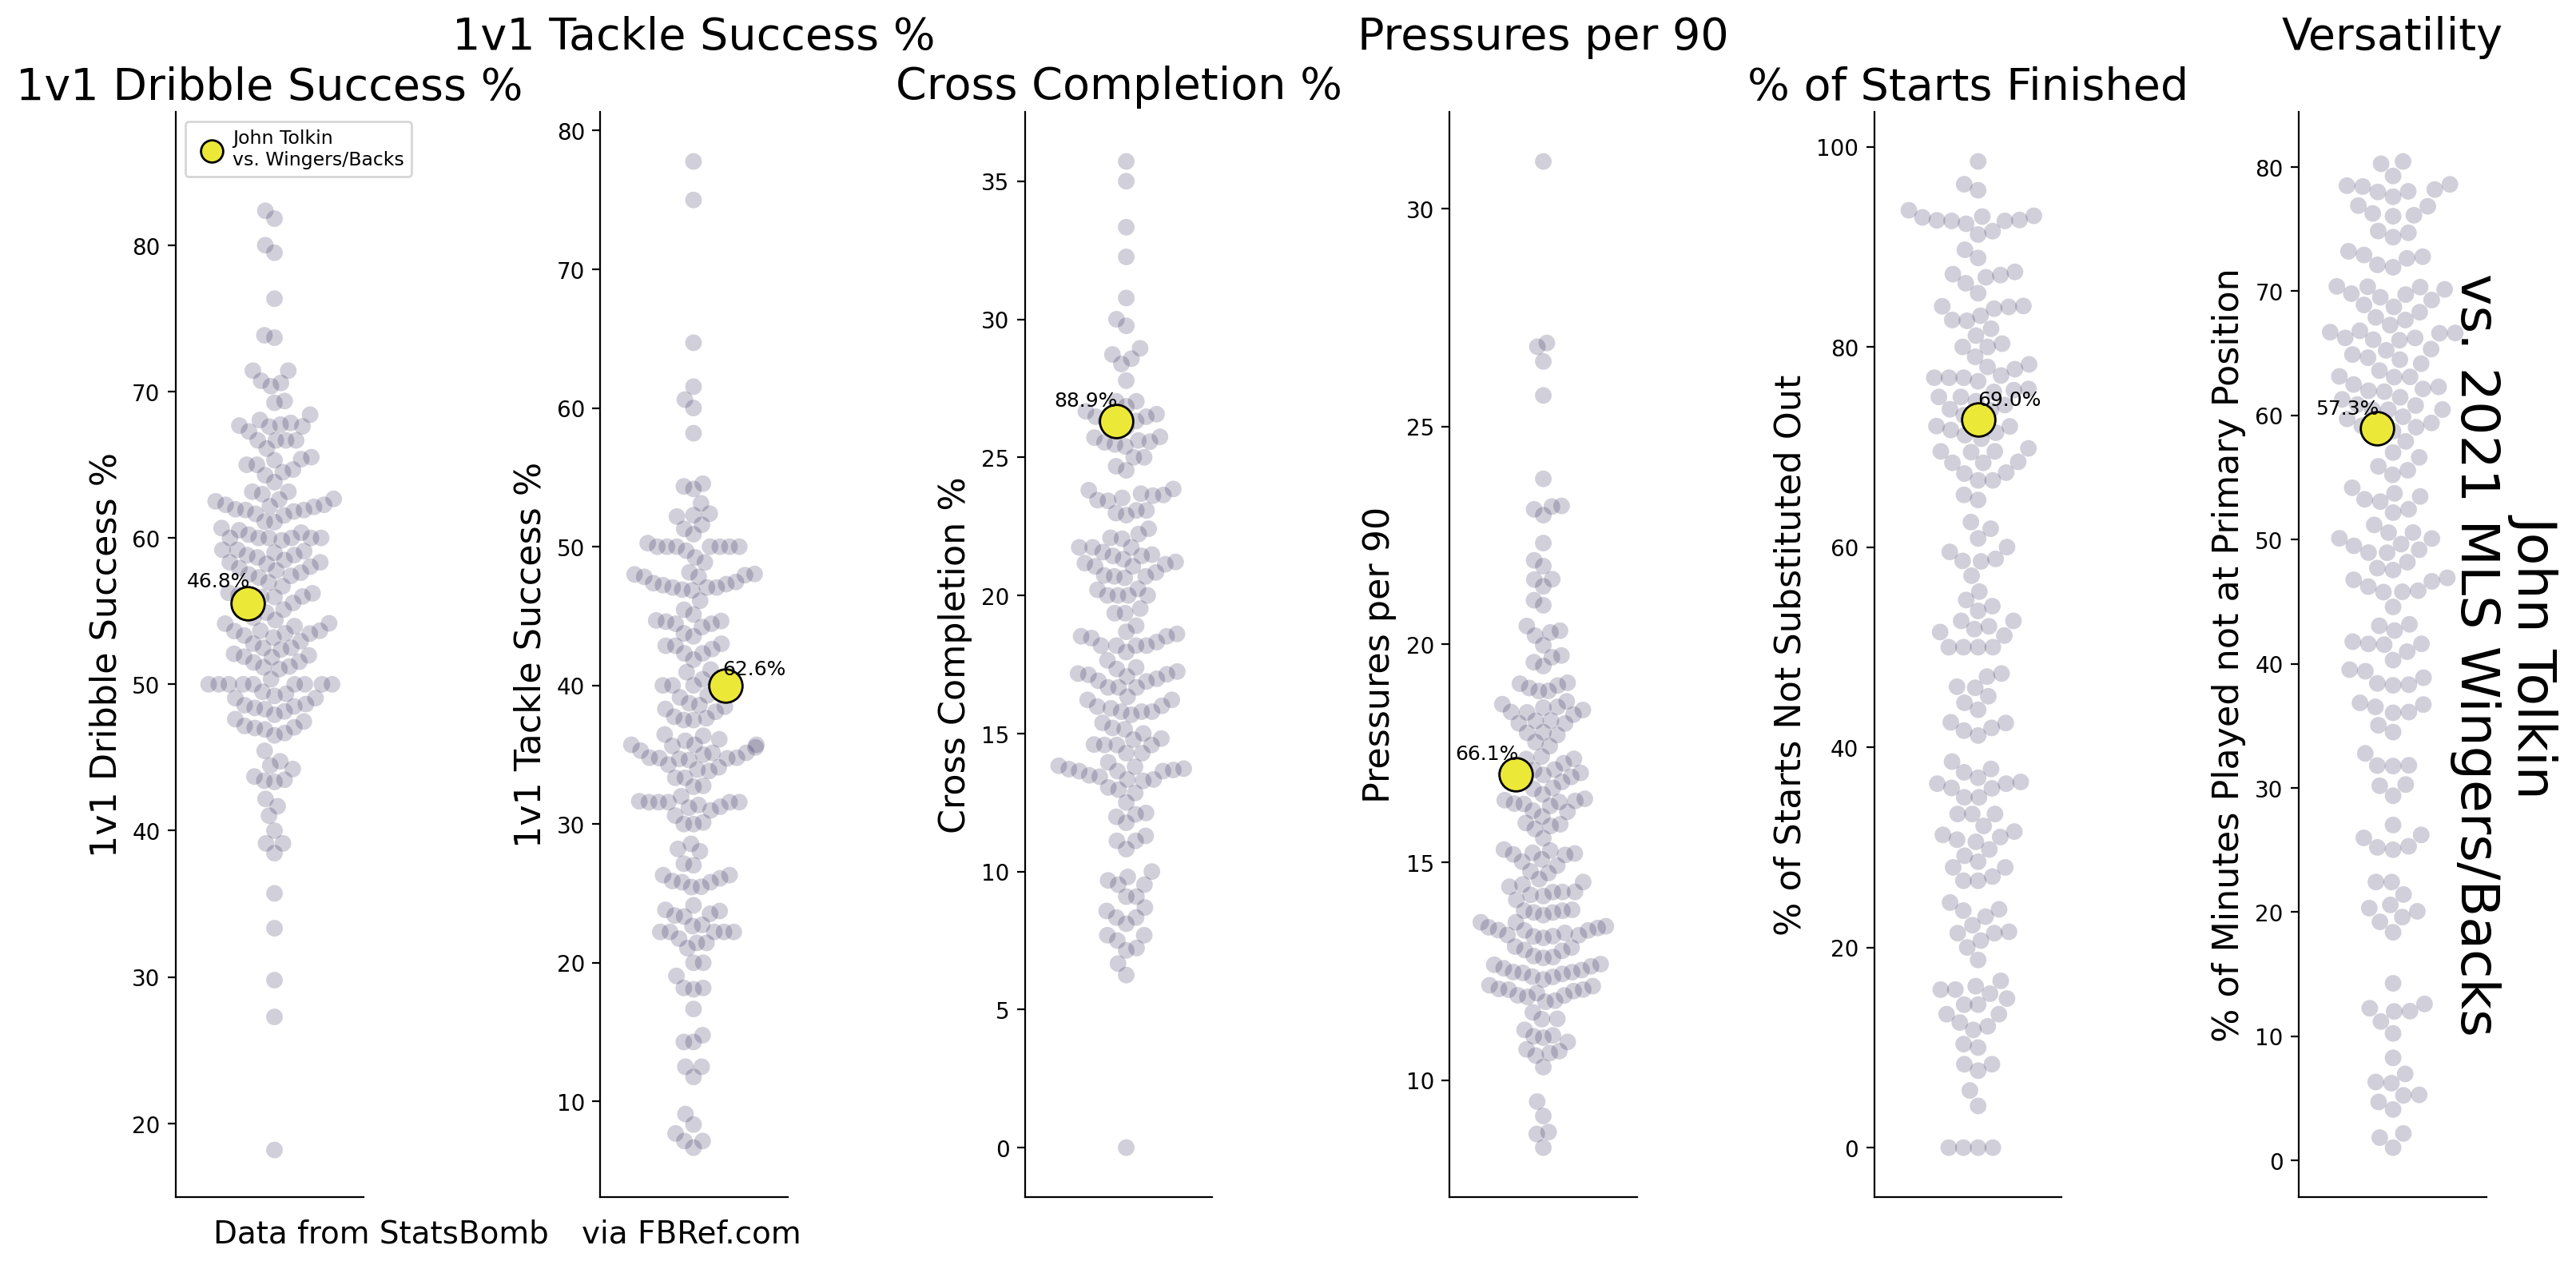 1v1 Tackle Success %
Pressures per 90
Versatility
1v1 Dribble Success %
Cross Completion %
% of Starts Finished
John Tolkin
vs. Wingers/Backs
1v1 Dribble Success %
80
70
60
50
40
30
20
46.8%
1v1 Tackle Success %
80
70
60
50
40
30
20
10
62.6%
Cross Completion %
35
30
25
20
15
10
5
0
88.9%
Pressures per 90
30
25
20
15
10
66.1%
% of Starts Not Substituted Out
100
80
60
40
20
0
69.0%
% of Minutes Played not at Primary Position
80
70
60
50
40
30
20
10
0
57.3%
John Tolkin
vs. 2021 MLS Wingers/Backs
Data from StatsBomb via FBRef.com